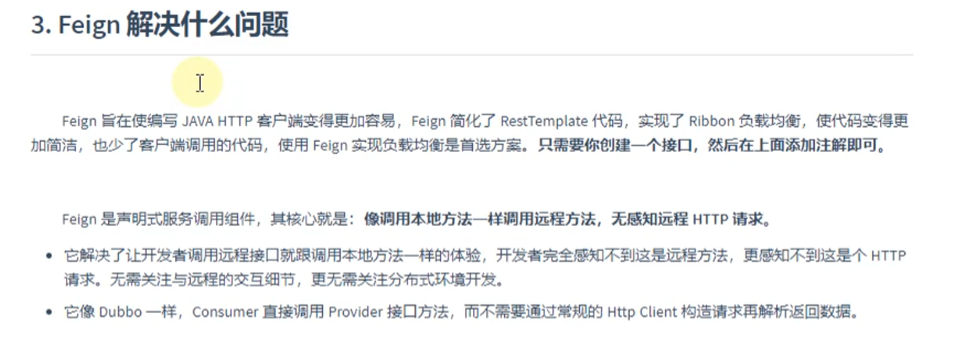 3. Feign 解决什么问题
Feign 旨在使编写 JAVA HTTP 客户端变得更加容易，Feign 简化了 RestTemplate 代码，实现了 Ribbon 负载均衡，使代码变得更
加简洁，也少了客户端调用的代码，使用 Feign 实现负载均衡是首选方案。只需要你创建一个接口，然后在上面添加注解即可。
Feign 是声明式服务调用组件，其核心就是：像调用本地方法一样调用远程方法，无感知远程 HTTP 请求。
• 它解决了让开发者调用远程接口就跟调用本地方法一样的体验，开发者完全感知不到这是远程方法，更感知不到这是个 HTTP
请求。无需关注与远程的交互细节，更无需关注分布式环境开发。
• 它像 Dubbo 一样，Consumer 直接调用 Provider 接口方法，而不需要通过常规的 Http Client 构造请求再解析返回数据。